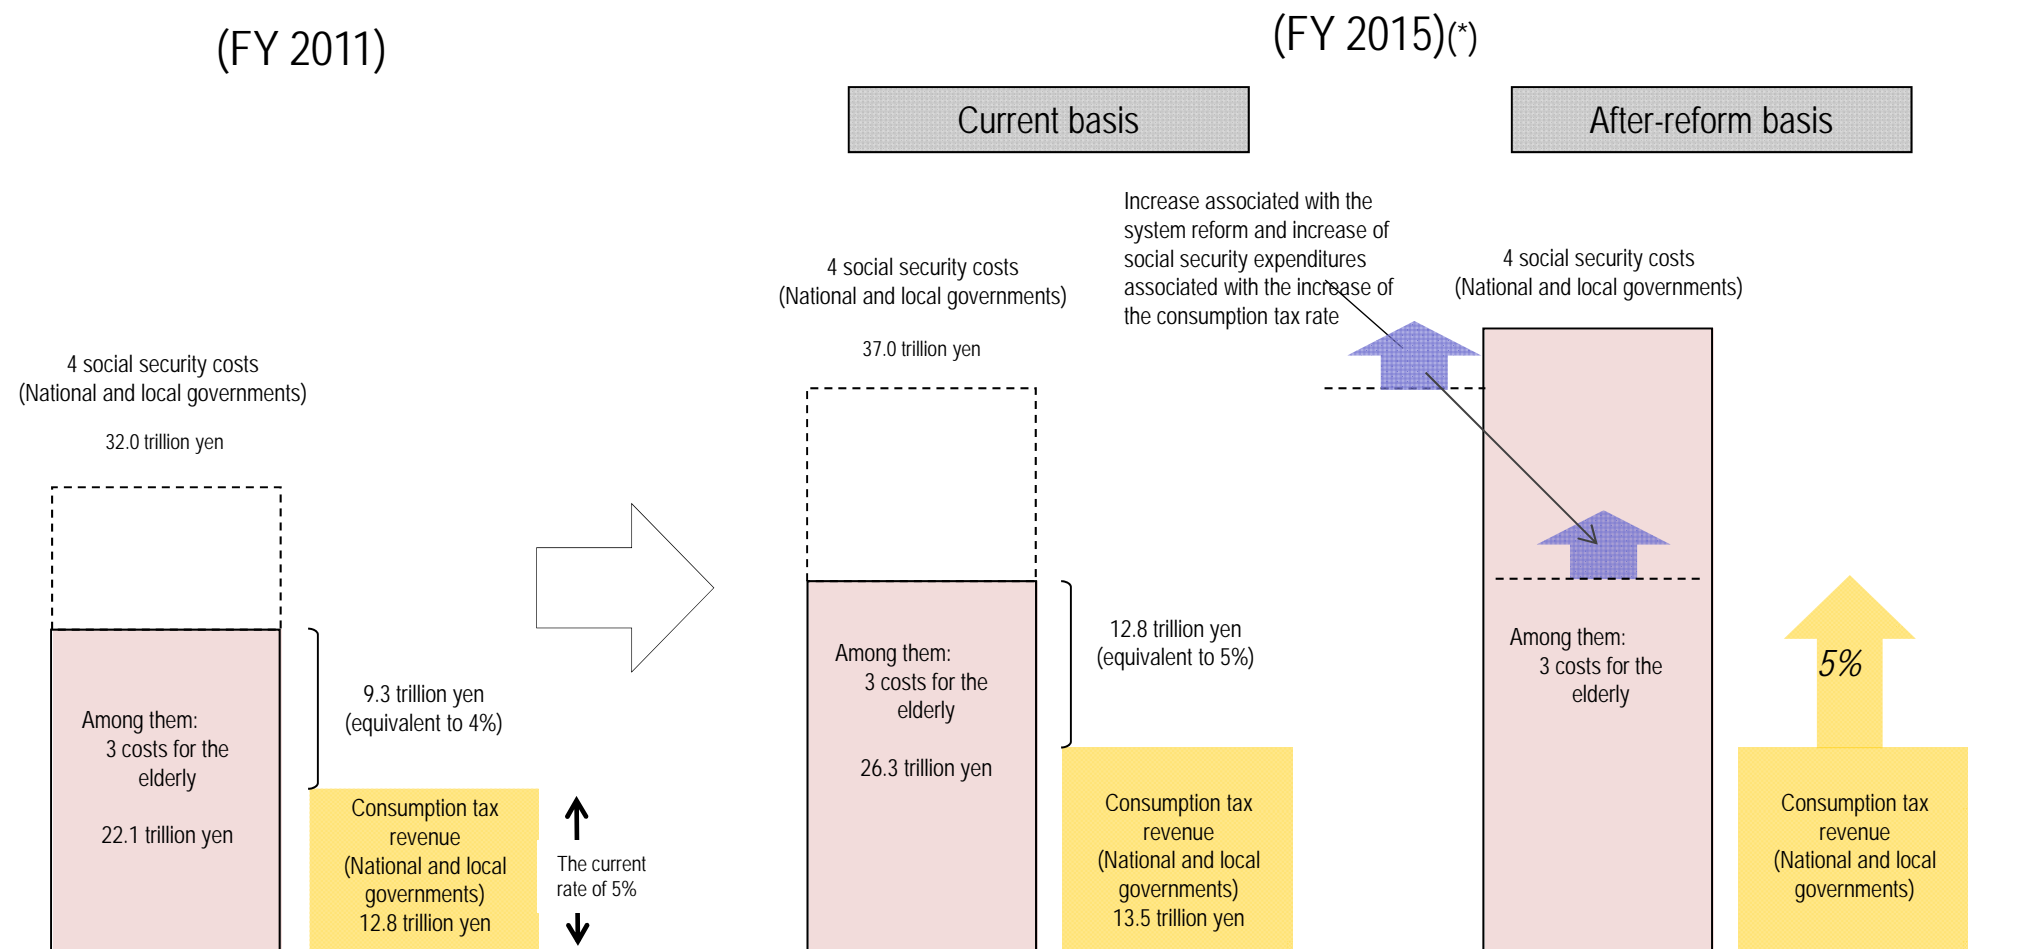 (FY 2011)
(FY 2015)(*)
Current basis
After-reform basis
4 social security costs
(National and local governments)
32.0 trillion yen
Among them:
3 costs for the
elderly
22.1 trillion yen
9.3 trillion yen
(equivalent to 4%)
Consumption tax
revenue
(National and local
governments)
12.8 trillion yen
The current
rate of 5%
4 social security costs
(National and local governments)
37.0 trillion yen
Among them:
3 costs for the
elderly
26.3 trillion yen
12.8 trillion yen
(equivalent to 5%)
Consumption tax
revenue
(National and local
governments)
13.5 trillion yen
Increase associated with the
system reform and increase of
social security expenditures
associated with the increase of
the consumption tax rate
4 social security costs
(National and local governments)
Among them:
3 costs for the
elderly
5%
Consumption tax
revenue
(National and local
governments)